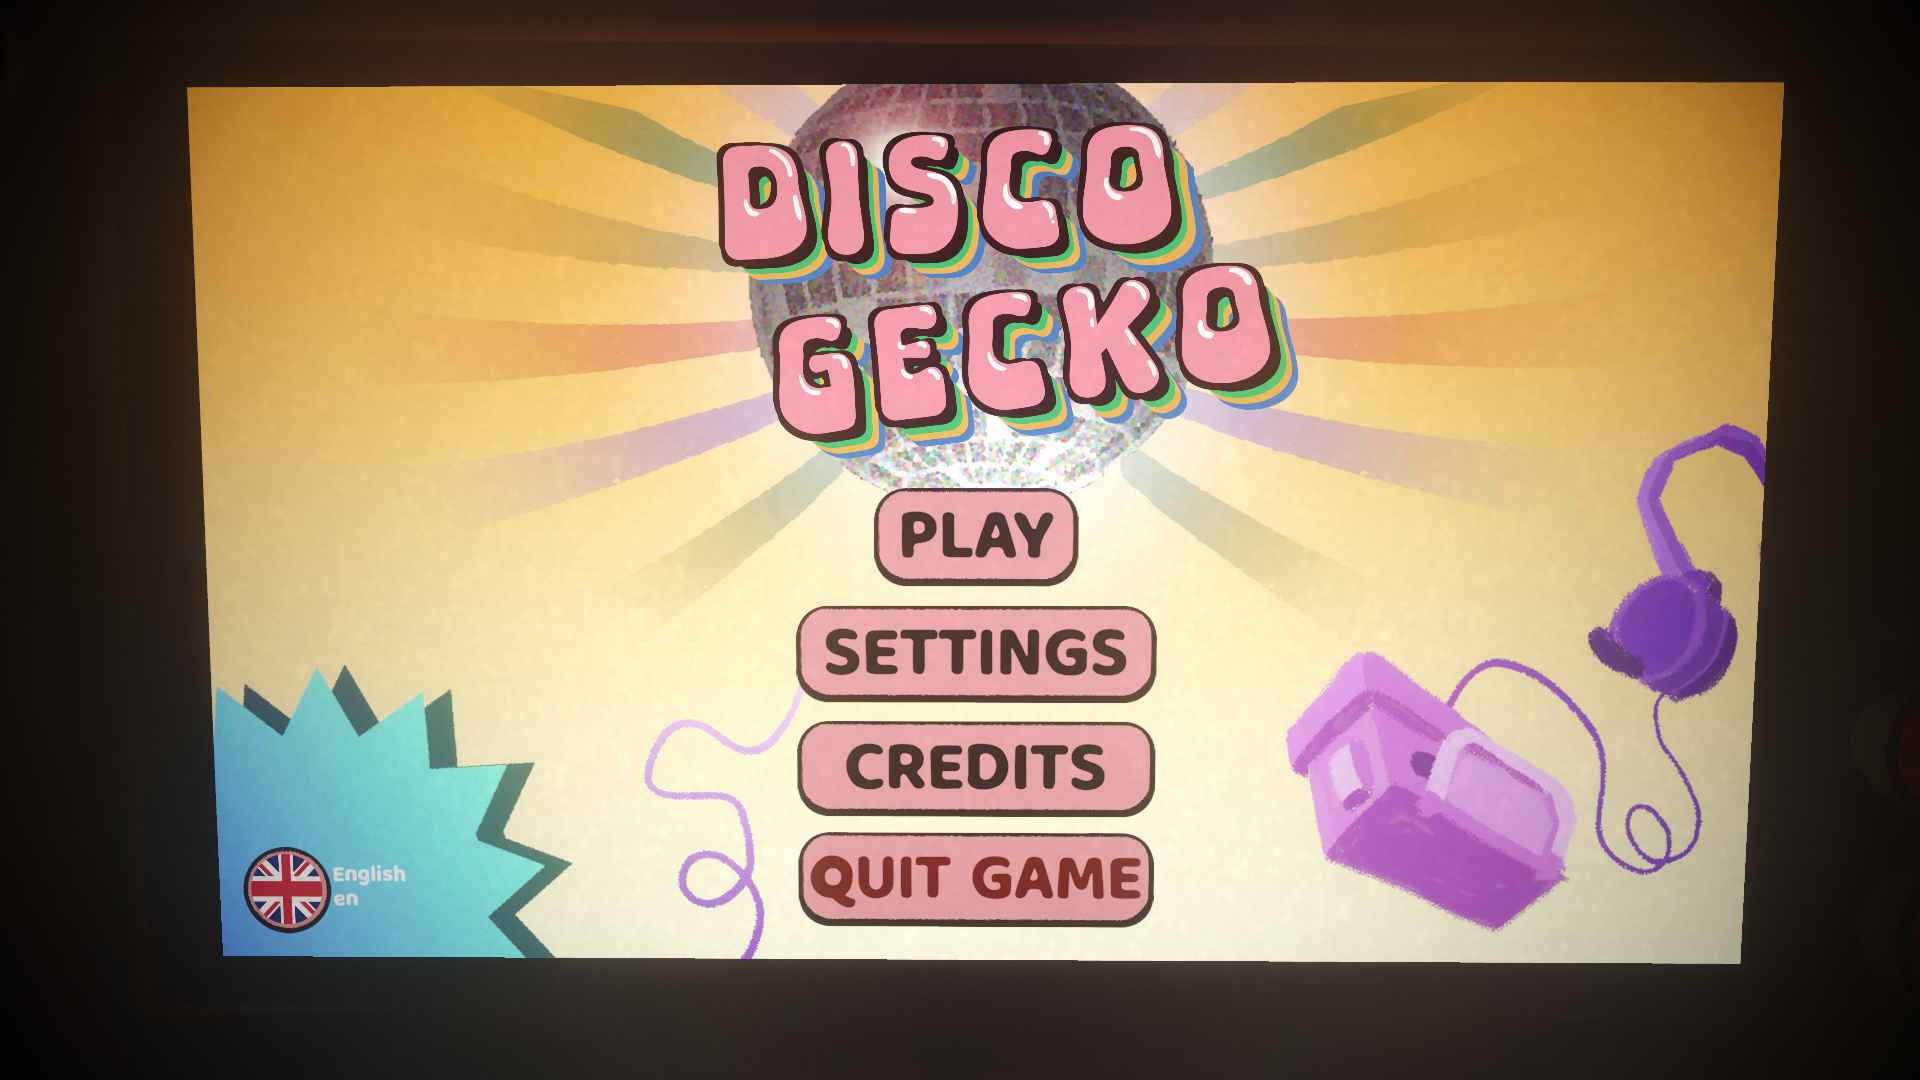 DISCO
GECKO
PLAY
SETTINGS
CREDITS
QUIT GAME
English
en